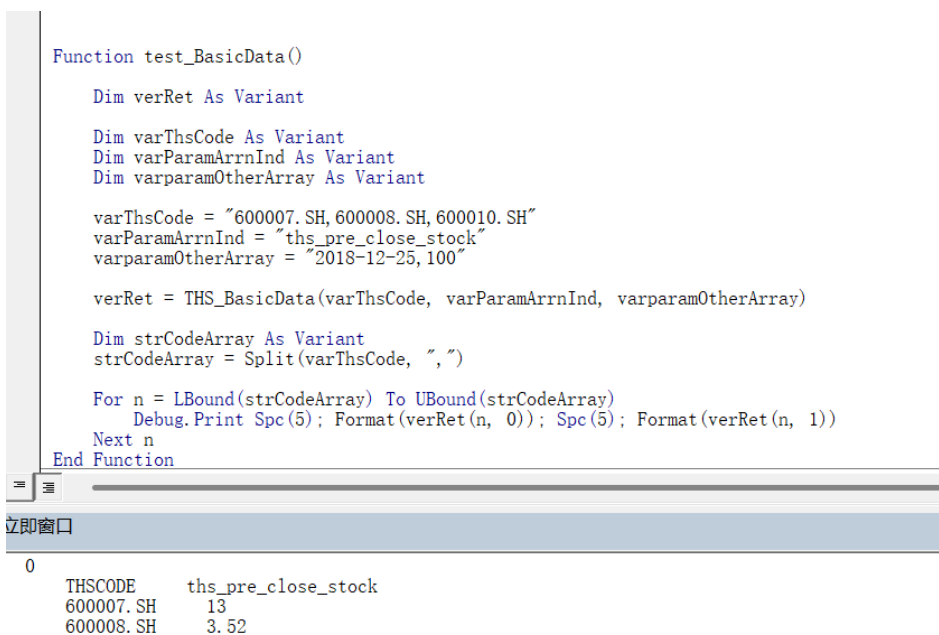 Function test_BasicData()
Dim verRet As Variant
Dim varThsCode As Variant
Dim varParamArrnInd As Variant
Dim varparamOtherArray As Variant
varThsCode = "600007.SH,600008.SH,600010.SH"
varParamArrnInd = "ths_pre_close_stock"
varparamOtherArray = "2018-12-25,100"
verRet = THS_BasicData(varThsCode, varParamArrnInd, varparamOtherArray)
Dim strCodeArray As Variant
strCodeArray = Split(varThsCode, ",")
For n = LBound(strCodeArray) To UBound(strCodeArray)
Debug.Print Spc(5); Format(verRet(n, 0)); Spc(5); Format(verRet(n, 1))
Next n
End Function
立即窗口
0
THSCODE ths_pre_close_stock
600007.SH 13
600008.SH 3.52